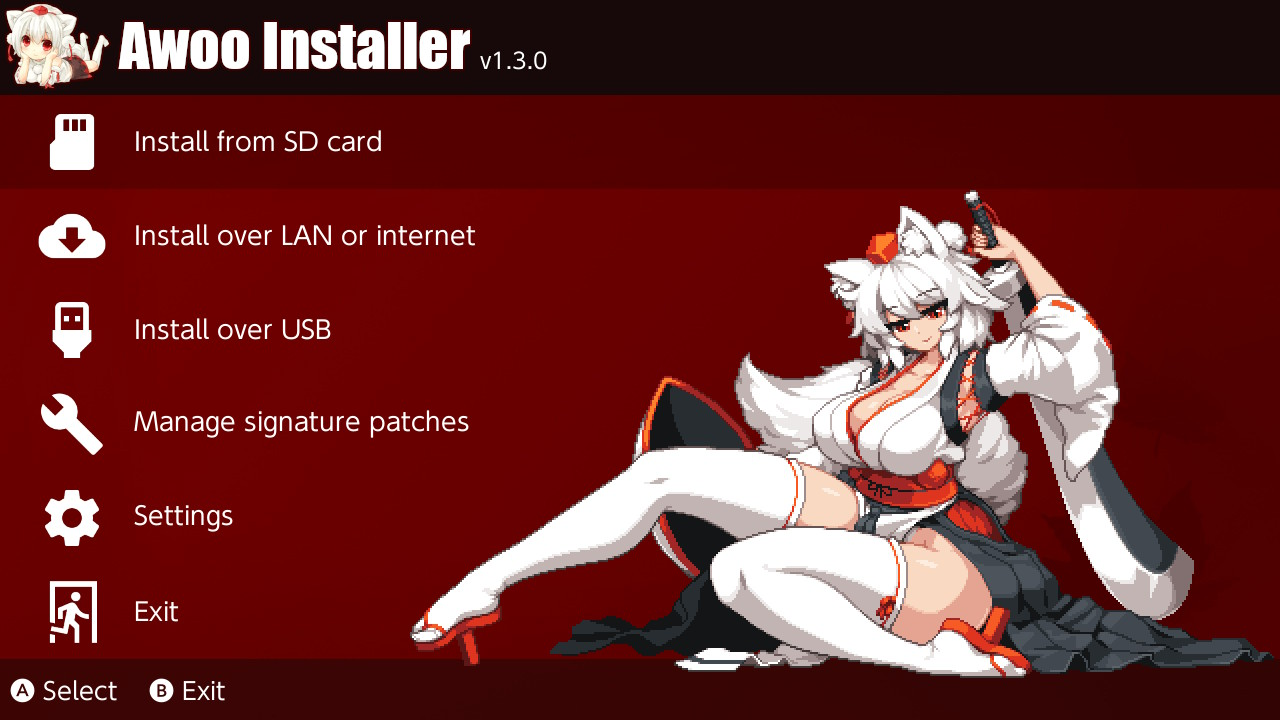 Awoo Installer v1.3.0
Install from SD card
Install over LAN or internet
Install over USB
Manage signature patches
Settings
Exit
A Select B Exit